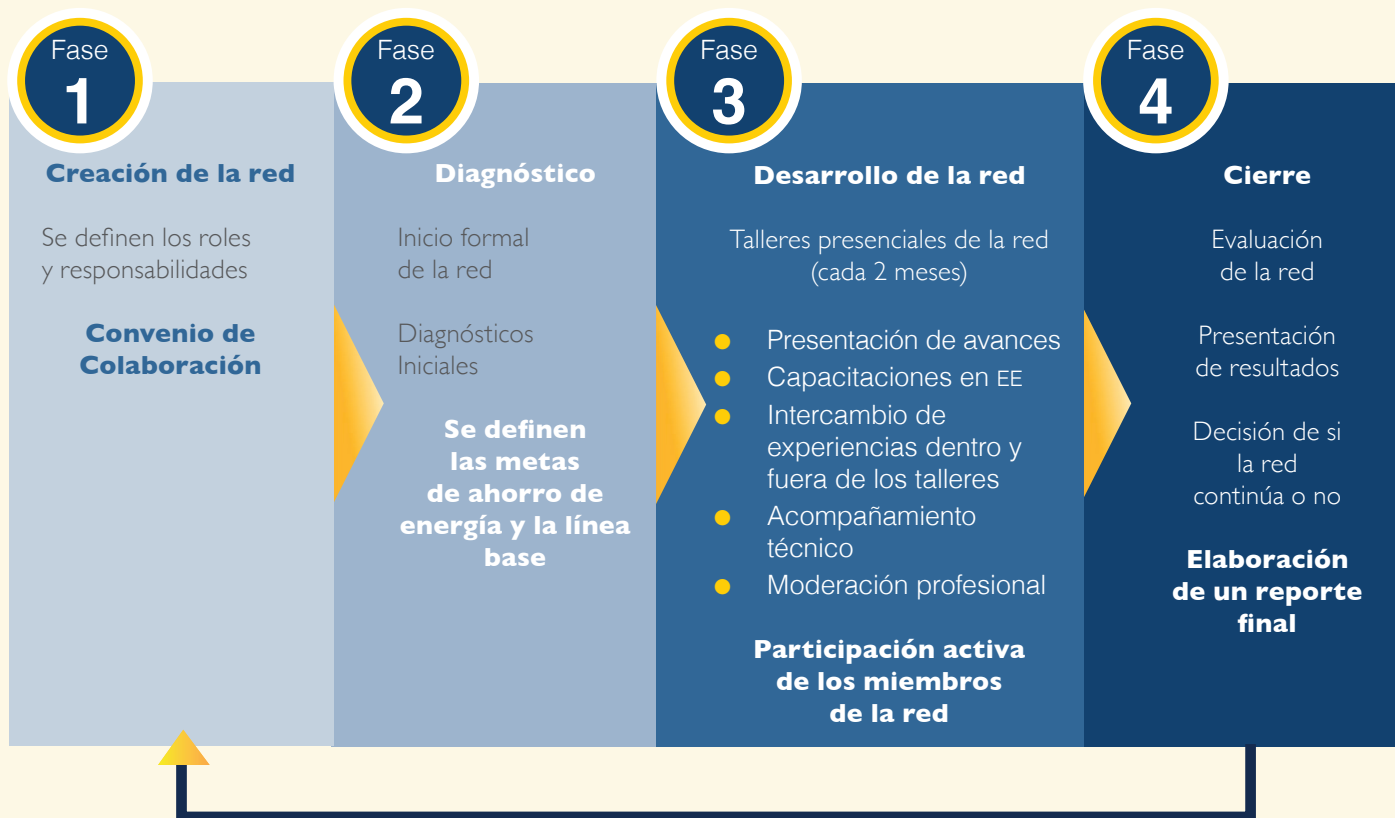 Fase
1
Creación de la red
Se definen los roles
y responsabilidades
Convenio de
Colaboración
Fase
2
Diagnóstico
Inicio formal
de la red
Diagnósticos
Iniciales
Se definen
las metas
de ahorro de
energía y la línea
base
Fase
3
Desarrollo de la red
Talleres presenciales de la red
(cada 2 meses)
● Presentación de avances
● Capacitaciones en EE
● Intercambio de
experiencias dentro y
fuera de los talleres
● Acompañamiento
técnico
● Moderación profesional
Participación activa
de los miembros
de la red
Fase
4
Cierre
Evaluación
de la red
Presentación
de resultados
Decisión de si
la red
continúa o no
Elaboración
de un reporte
final